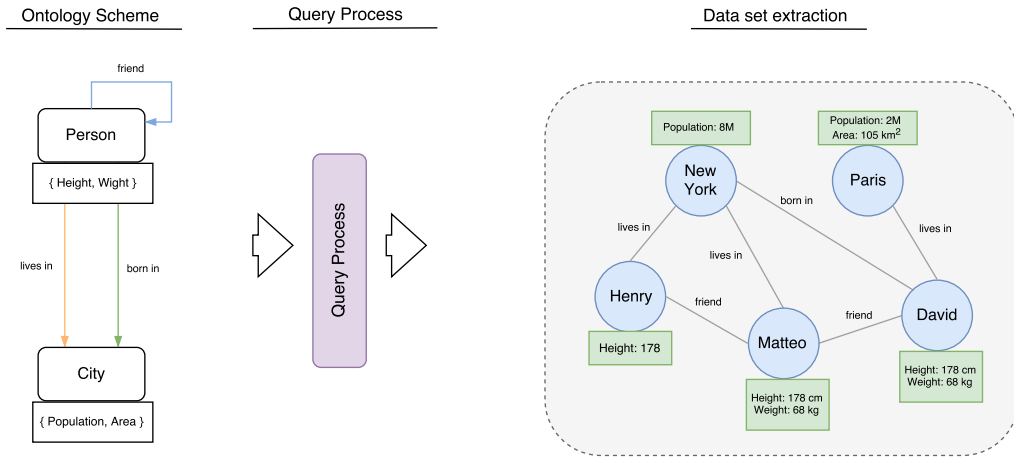 Ontology Scheme
Query Process
Data set extraction
friend
Person
{ Height, Wight }
lives in
born in
City
{ Population, Area }
Query Process
Population: 8M
Population: 2M
Area: 105 km2
New
York
Paris
born in
lives in
lives in
lives in
Henry
friend
friend
David
Matteo
Height: 178
Height: 178 cm
Weight: 68 kg
Height: 178 cm
Weight: 68 kg